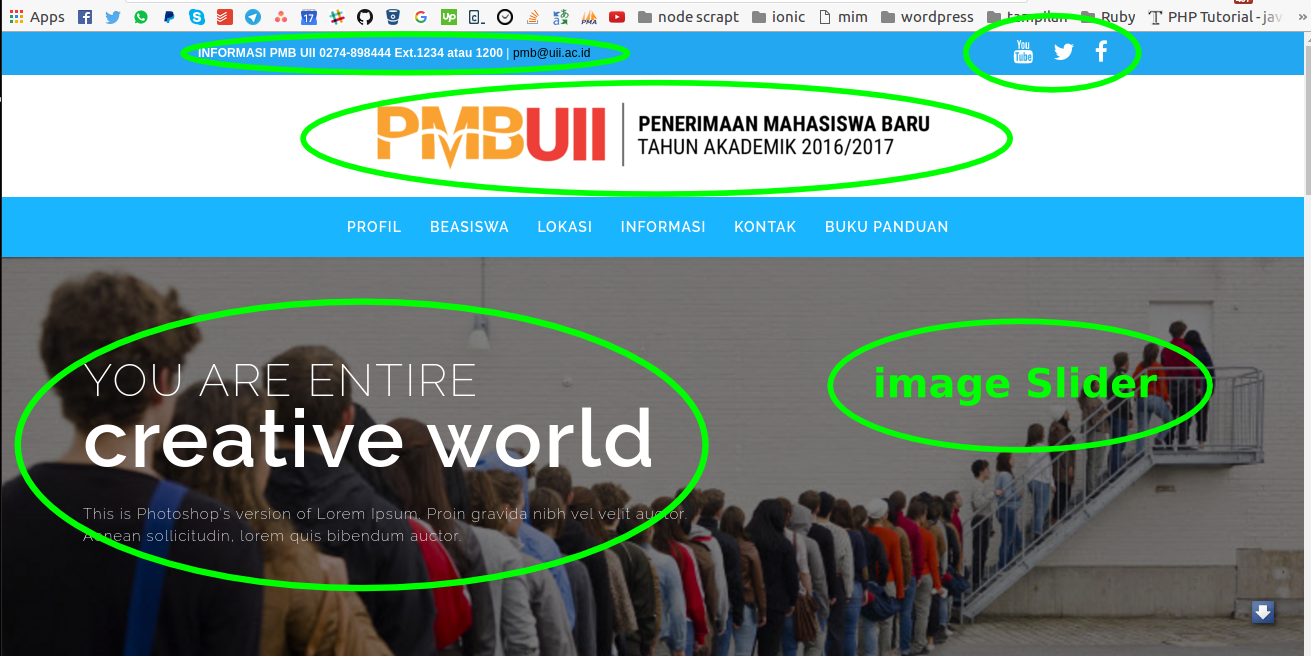 Apps node scrapt ionic mim wordpress tampilan Ruby PHP Tutorial - jav »
INFORMASI PMB UII 0274-898444 Ext.1234 atau 1200 | pmb@uii.ac.id
You
Tube
PMBUII
PENERIMAAN MAHASISWA BARU
TAHUN AKADEMIK 2016/2017
PROFIL BEASISWA LOKASI INFORMASI KONTAK BUKU PANDUAN
YOU ARE ENTIRE
creative world
image Slider
This is Photoshop's version of Lorem Ipsum. Proin gravida nibh vel velit auctor.
Aenean sollicitudin, lorem quis bibendum auctor.